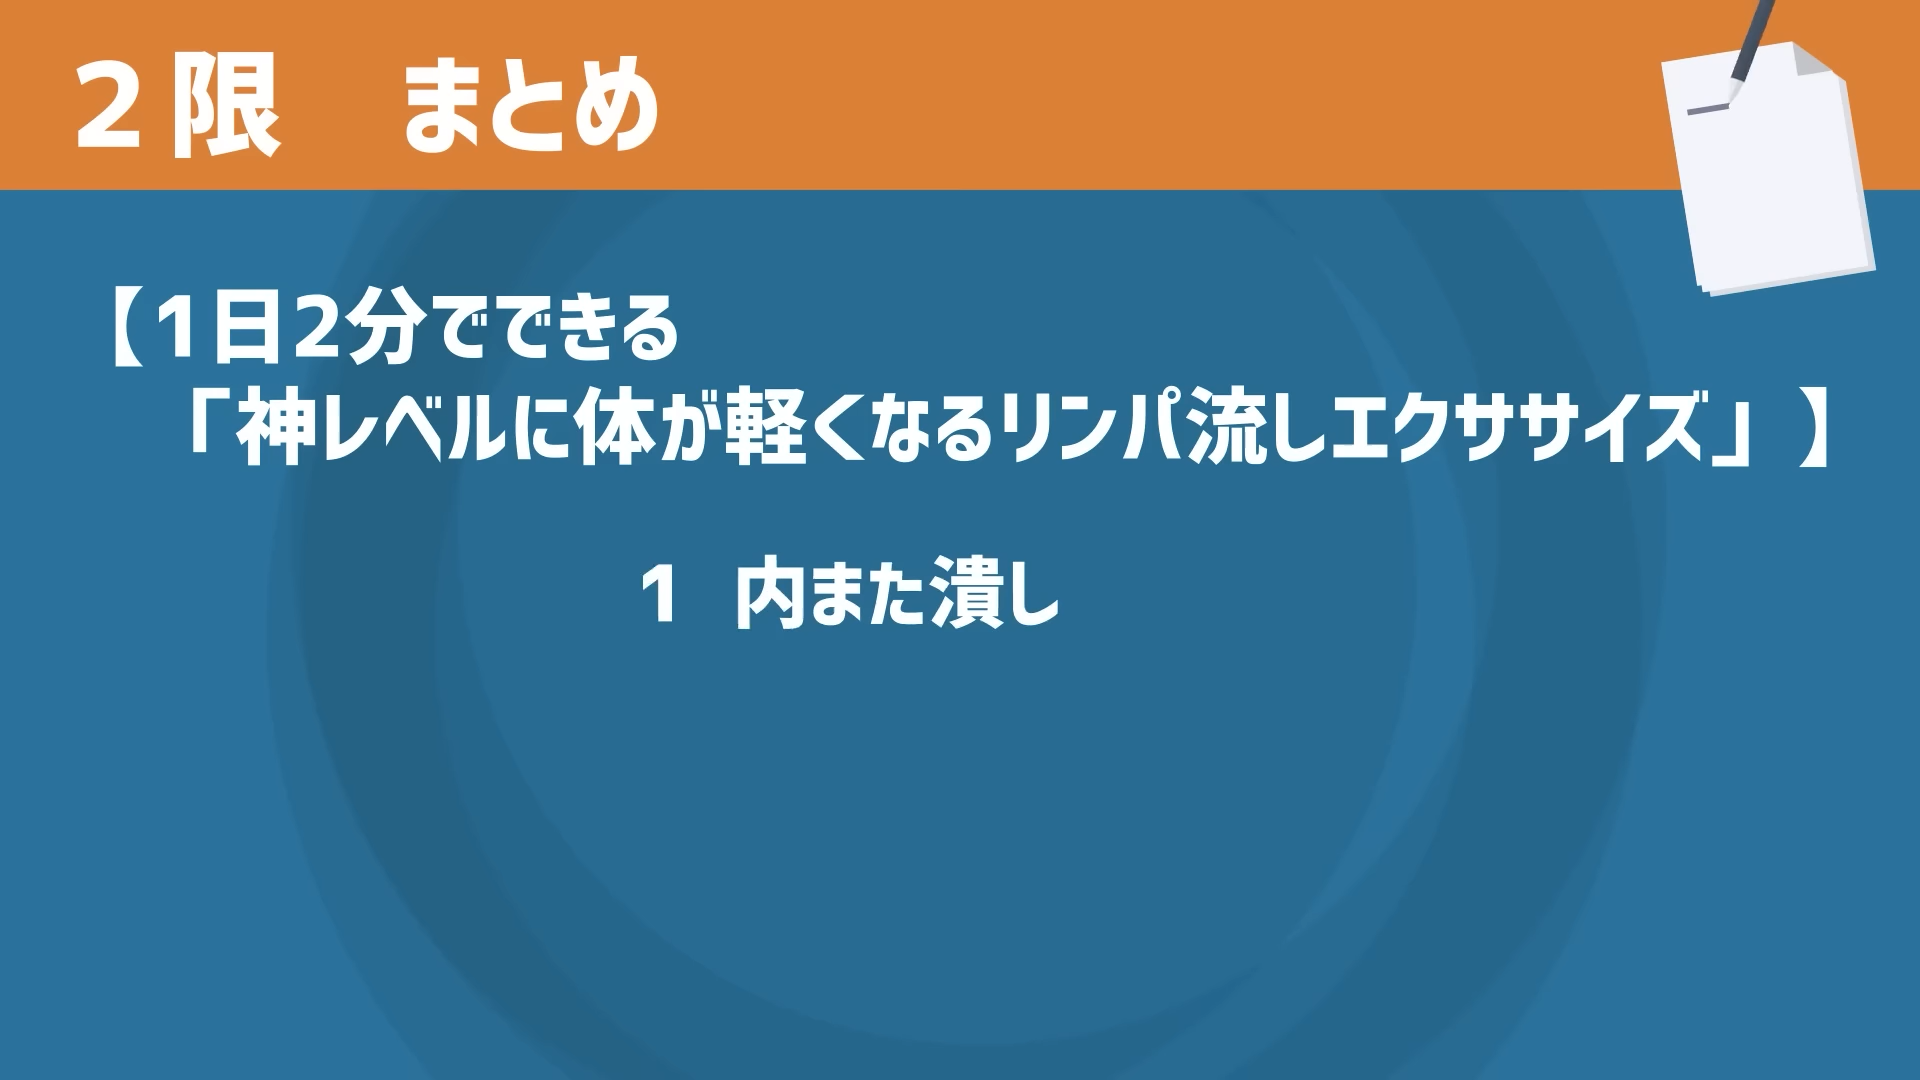 ２限　まとめ
【1日2分でできる
「神レベルに体が軽くなるリンパ流しエクササイズ」】
1 内また潰し